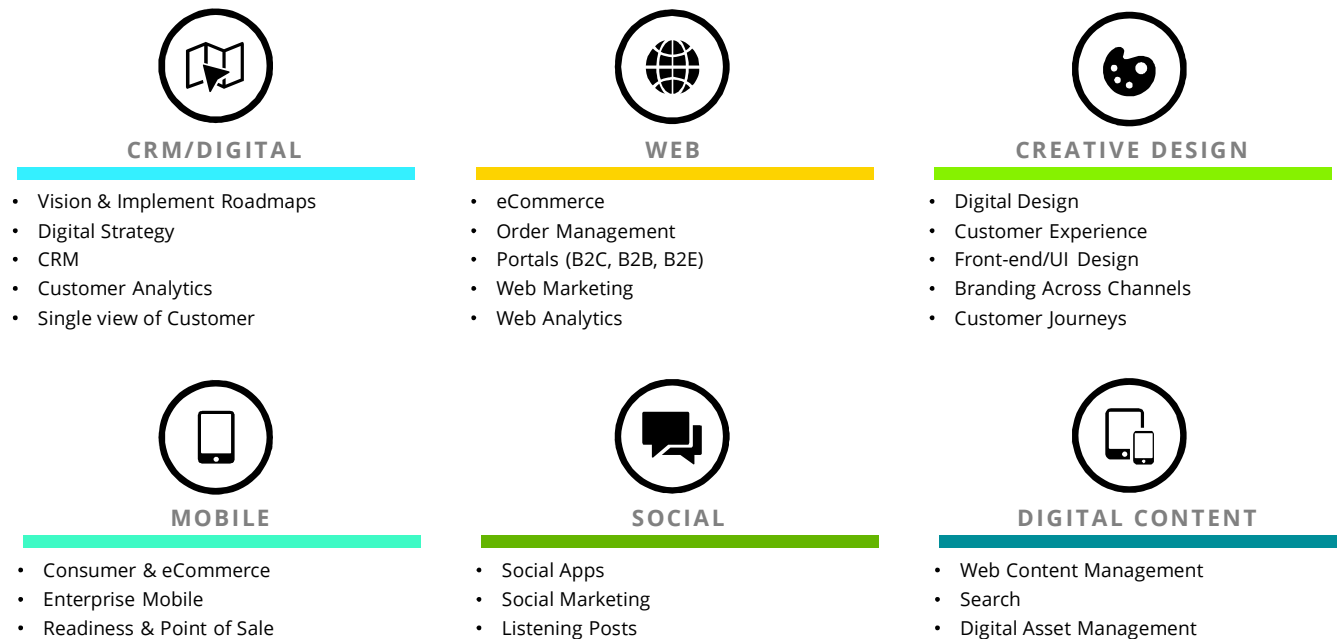 CRM/DIGITAL
• Vision & Implement Roadmaps
• Digital Strategy
• CRM
• Customer Analytics
• Single view of Customer
WEB
• eCommerce
• Order Management
• Portals (B2C, B2B, B2E)
• Web Marketing
• Web Analytics
CREATIVE DESIGN
• Digital Design
• Customer Experience
• Front-end/UI Design
• Branding Across Channels
• Customer Journeys
MOBILE
• Consumer & eCommerce
• Enterprise Mobile
• Readiness & Point of Sale
SOCIAL
• Social Apps
• Social Marketing
• Listening Posts
DIGITAL CONTENT
• Web Content Management
• Search
• Digital Asset Management